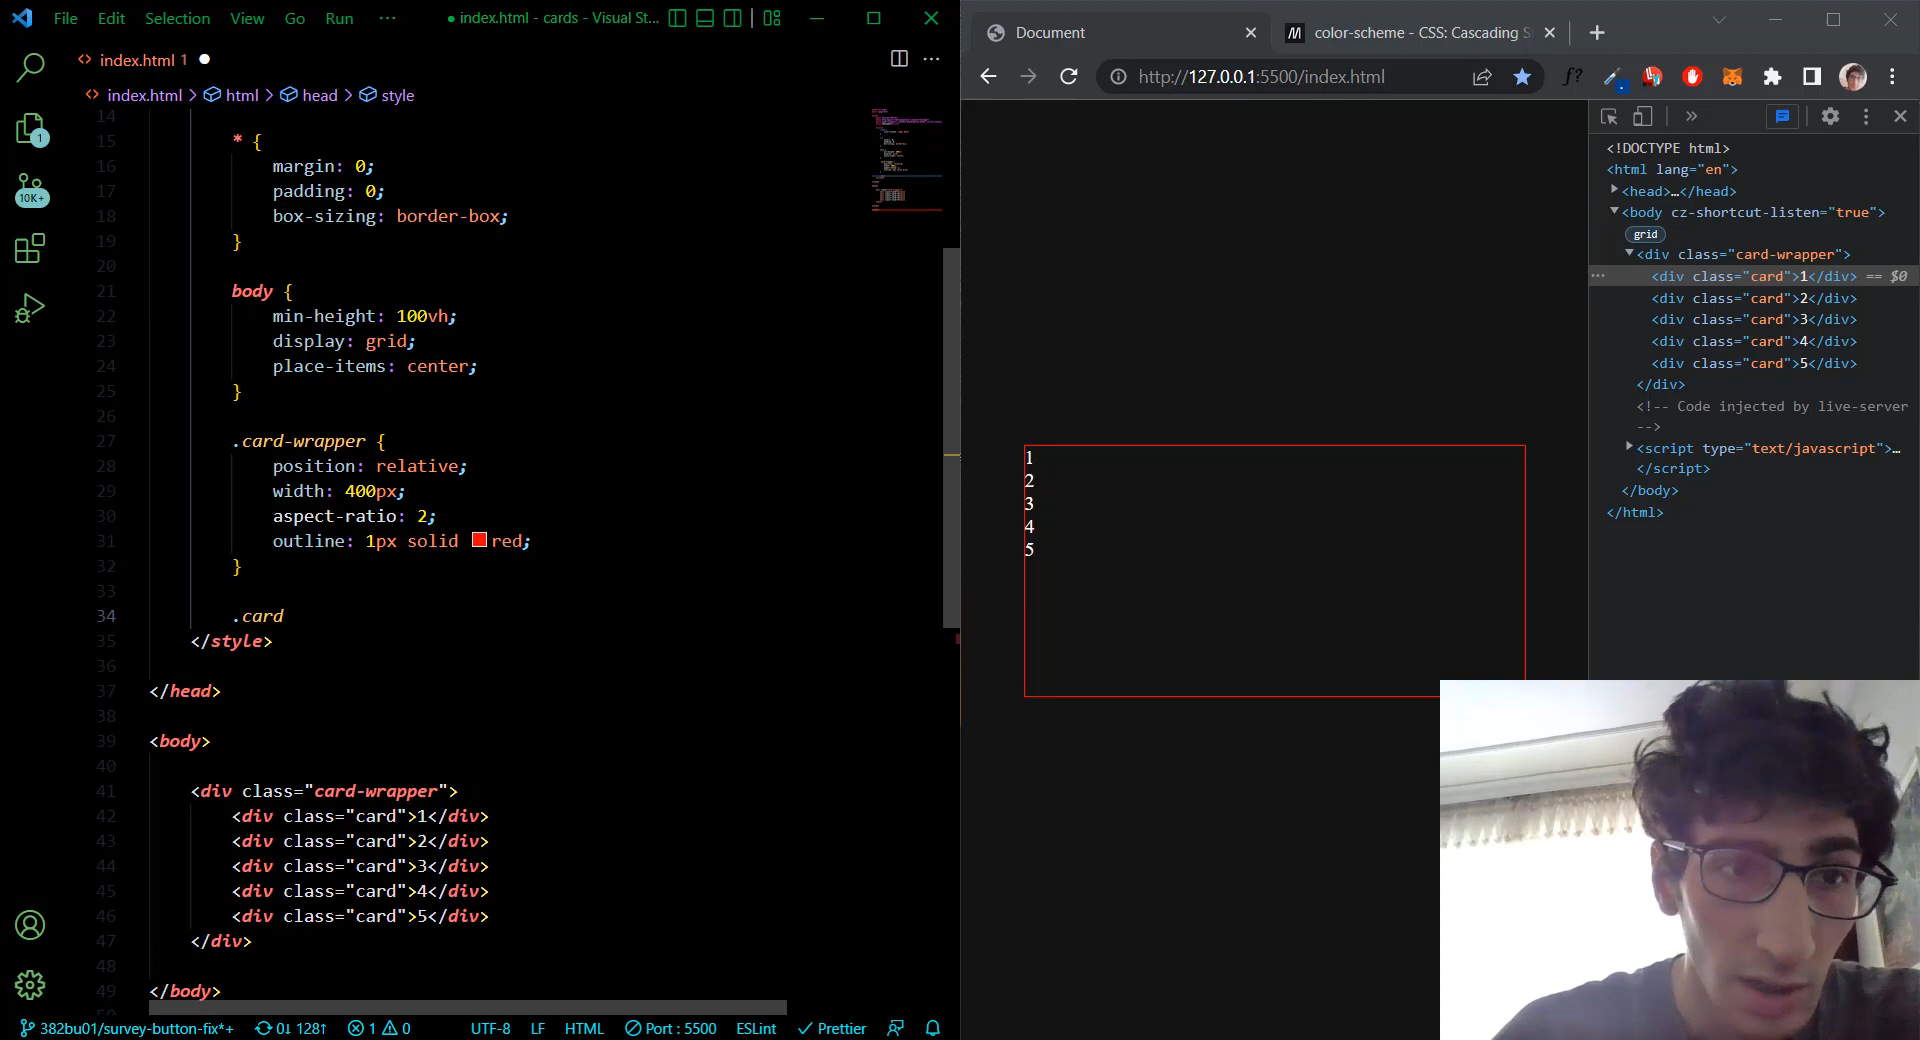 File Edit Selection View Go Run ··· ● index.html - cards - Visual St...
index.html 1 ●
index.html > html > head > style
14
15 * {
16 margin: 0;
17 padding: 0;
18 box-sizing: border-box;
19 }
20
21 body {
22 min-height: 100vh;
23 display: grid;
24 place-items: center;
25 }
26
27 .card-wrapper {
28 position: relative;
29 width: 400px;
30 aspect-ratio: 2;
31 outline: 1px solid red;
32 }
33
34 .card
35 </style>
36
37 </head>
38
39 <body>
40
41 <div class="card-wrapper">
42 <div class="card">1</div>
43 <div class="card">2</div>
44 <div class="card">3</div>
45 <div class="card">4</div>
46 <div class="card">5</div>
47 </div>
48
49 </body>
1
10K+
382bu01/survey-button-fix*+ 0↓ 128↑ 1 0 UTF-8 LF HTML Port : 5500 ESLint Prettier
Document color-scheme - CSS: Cascading S
http://127.0.0.1:5500/index.html
f?
1
2
3
4
5
<!DOCTYPE html>
<html lang="en">
<head>…</head>
<body cz-shortcut-listen="true">
grid
<div class="card-wrapper">
··· <div class="card">1</div> == $0
<div class="card">2</div>
<div class="card">3</div>
<div class="card">4</div>
<div class="card">5</div>
</div>
<!-- Code injected by live-server
-->
<script type="text/javascript">…
</script>
</body>
</html>